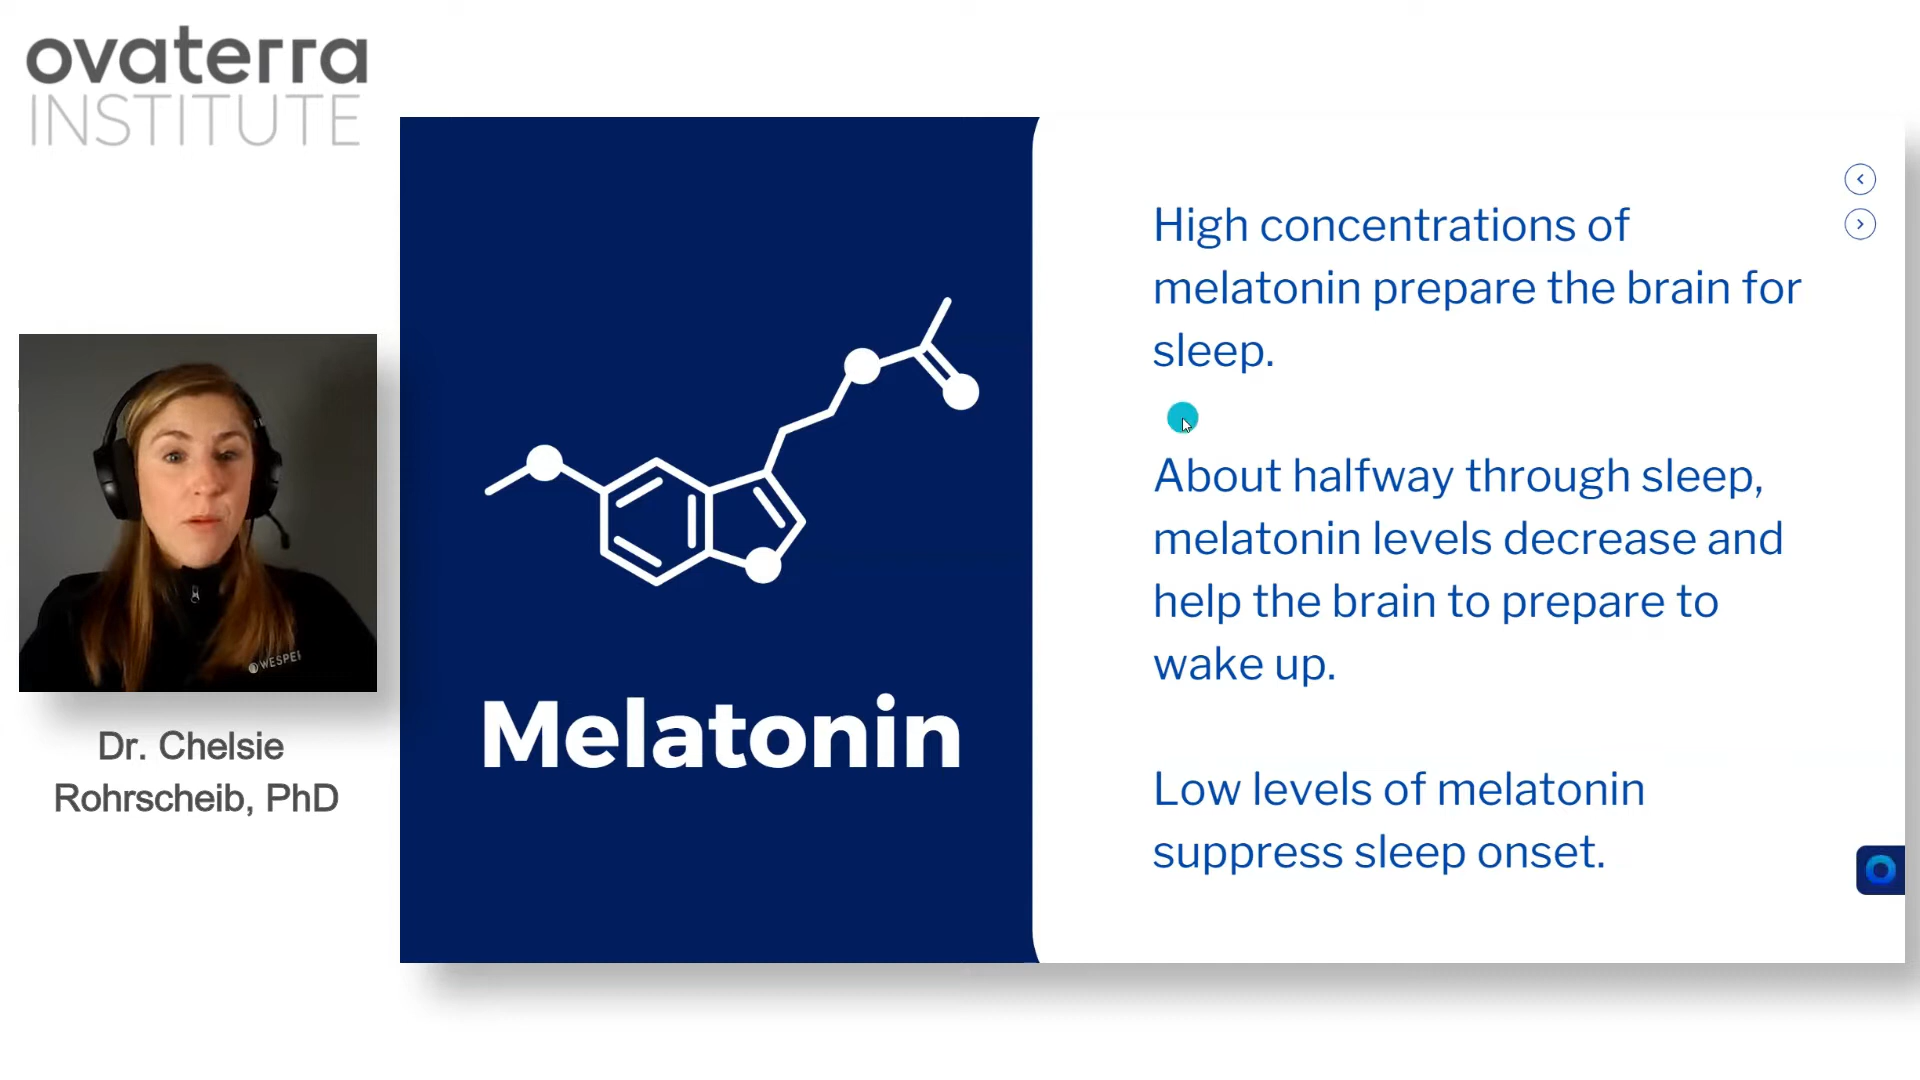 ovaterra
INSTITUTE
High concentrations of
melatonin prepare the brain for
sleep.
About halfway through sleep,
melatonin levels decrease and
help the brain to prepare to
wake up.
Low levels of melatonin
suppress sleep onset.
Melatonin
WESPER
Dr. Chelsie
Rohrscheib, PhD